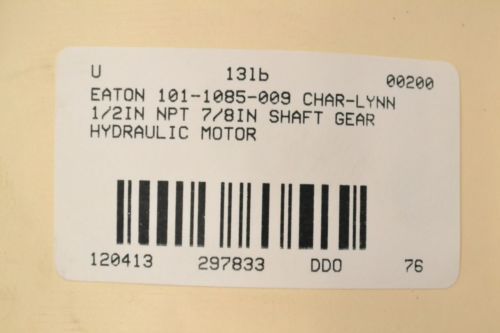 U 13lb 00200
EATON 101-1085-009 CHAR-LYNN
1/2IN NPT 7/8IN SHAFT GEAR
HYDRAULIC MOTOR
120413 297833 DDO 76